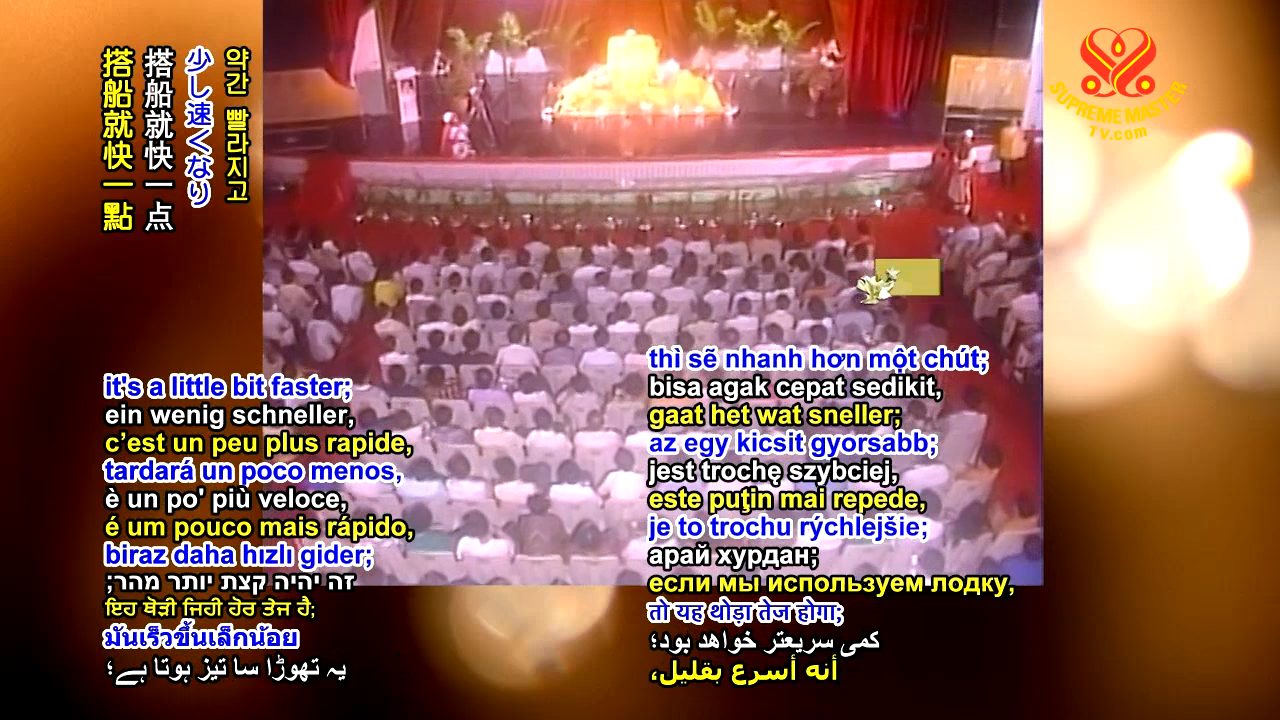 搭船就快一點
搭船就快一点
少し速くなり
약간 빨라지고
SUPREME MASTER
TV.com
it's a little bit faster;
ein wenig schneller,
c'est un peu plus rapide,
tardará un poco menos,
è un po' più veloce,
é um pouco mais rápido,
biraz daha hızlı gider;
זה יהיה קצת יותר מהר;
ਇਹ ਥੋੜੀ ਜਿਹੀ ਹੋਰ ਤੇਜ ਹੈ;
มันเร็วขึ้นเล็กน้อย
یہ تھوڑا سا تیز ہوتا ہے؛
thì sẽ nhanh hơn một chút;
bisa agak cepat sedikit,
gaat het wat sneller;
az egy kicsit gyorsabb;
jest trochę szybciej,
este puţin mai repede,
je to trochu rýchlejšie;
арай хурдан;
если мы используем лодку,
तो यह थोड़ा तेज होगा;
کمی سریعتر خواهد بود؛
أنه أسرع بقليل،